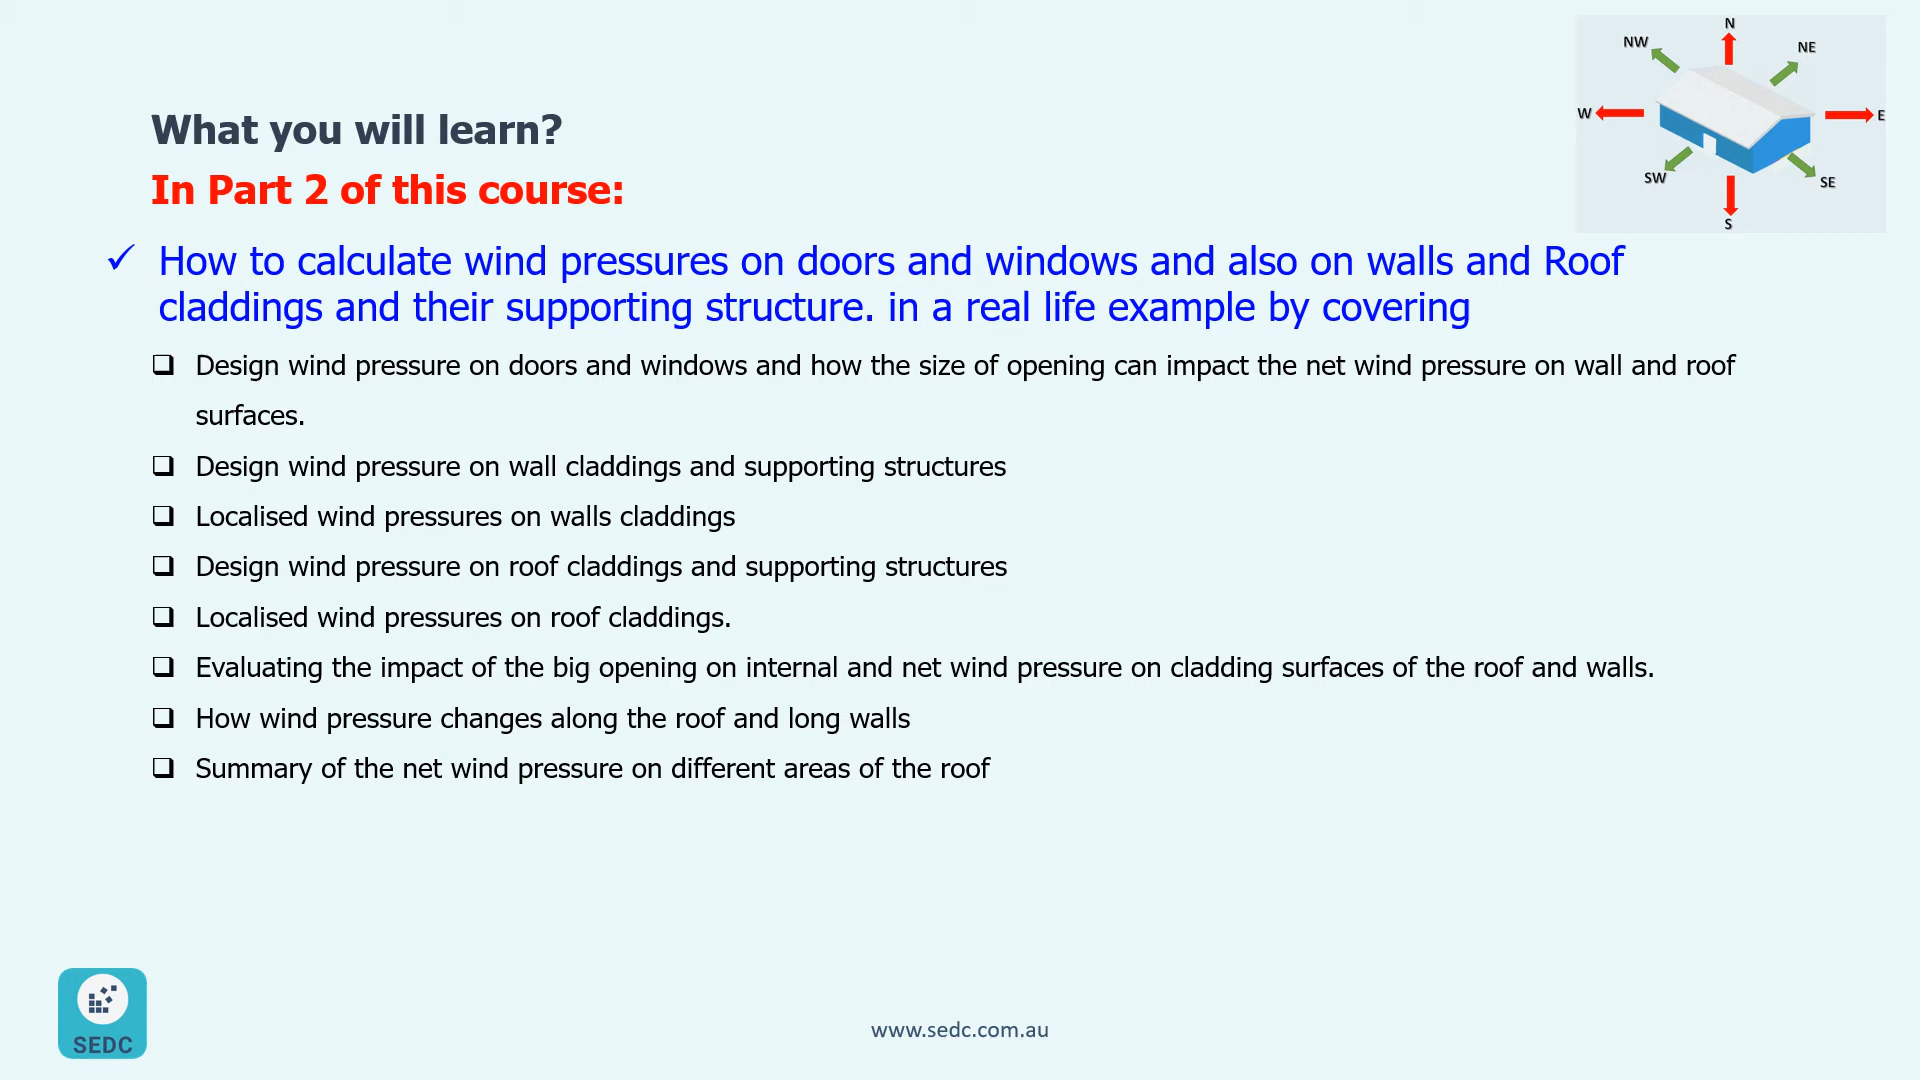 N
NW
NE
W
E
SW
SE
S
What you will learn?
In Part 2 of this course:
✓ How to calculate wind pressures on doors and windows and also on walls and Roof
claddings and their supporting structure. in a real life example by covering
❑ Design wind pressure on doors and windows and how the size of opening can impact the net wind pressure on wall and roof
surfaces.
❑ Design wind pressure on wall claddings and supporting structures
❑ Localised wind pressures on walls claddings
❑ Design wind pressure on roof claddings and supporting structures
❑ Localised wind pressures on roof claddings.
❑ Evaluating the impact of the big opening on internal and net wind pressure on cladding surfaces of the roof and walls.
❑ How wind pressure changes along the roof and long walls
❑ Summary of the net wind pressure on different areas of the roof
SEDC
www.sedc.com.au